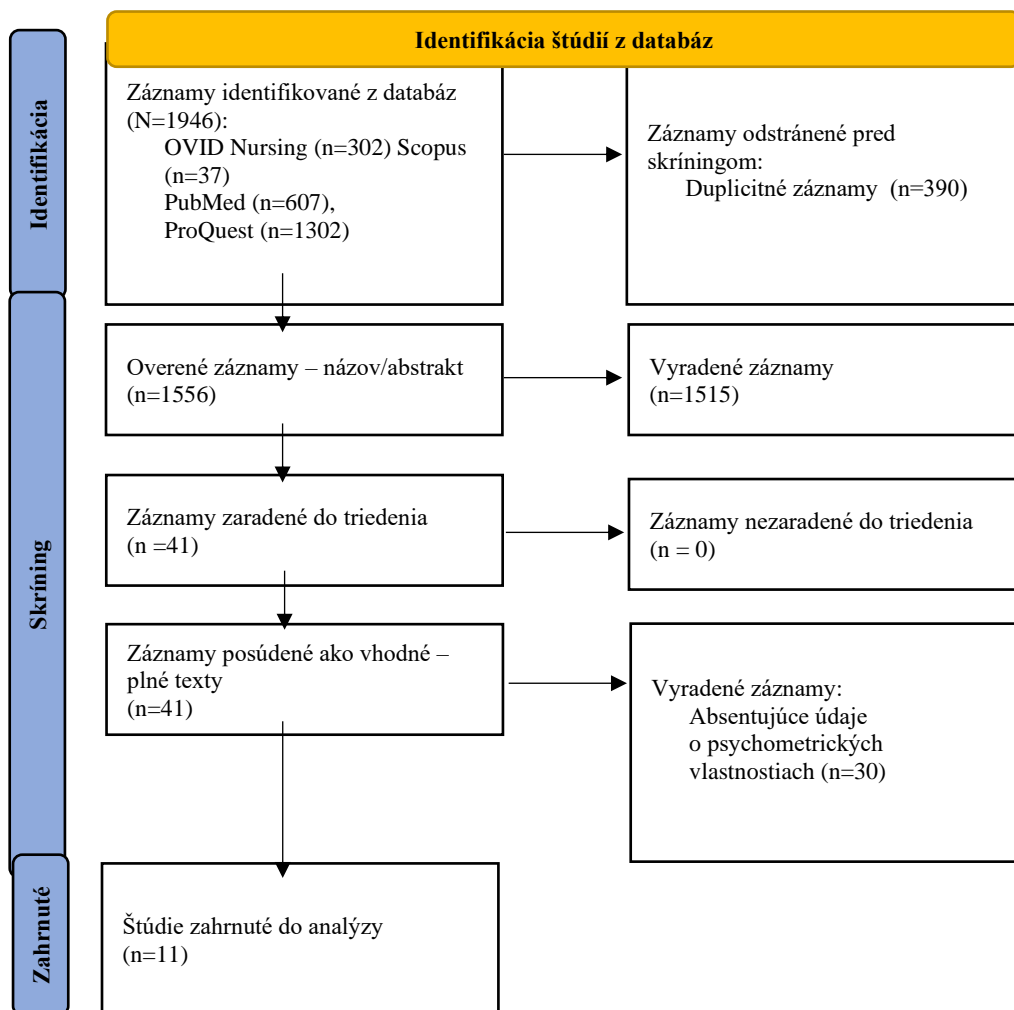 Identifikácia štúdií z databáz
Identifikácia
Záznamy identifikované z databáz
(N=1946):
OVID Nursing (n=302) Scopus
(n=37)
PubMed (n=607),
ProQuest (n=1302)
Záznamy odstránené pred
skríningom:
Duplicitné záznamy (n=390)
Skríning
Overené záznamy – názov/abstrakt
(n=1556)
Vyradené záznamy
(n=1515)
Záznamy zaradené do triedenia
(n =41)
Záznamy nezaradené do triedenia
(n = 0)
Záznamy posúdené ako vhodné –
plné texty
(n=41)
Vyradené záznamy:
Absentujúce údaje
o psychometrických
vlastnostiach (n=30)
Zahrnuté
Štúdie zahrnuté do analýzy
(n=11)